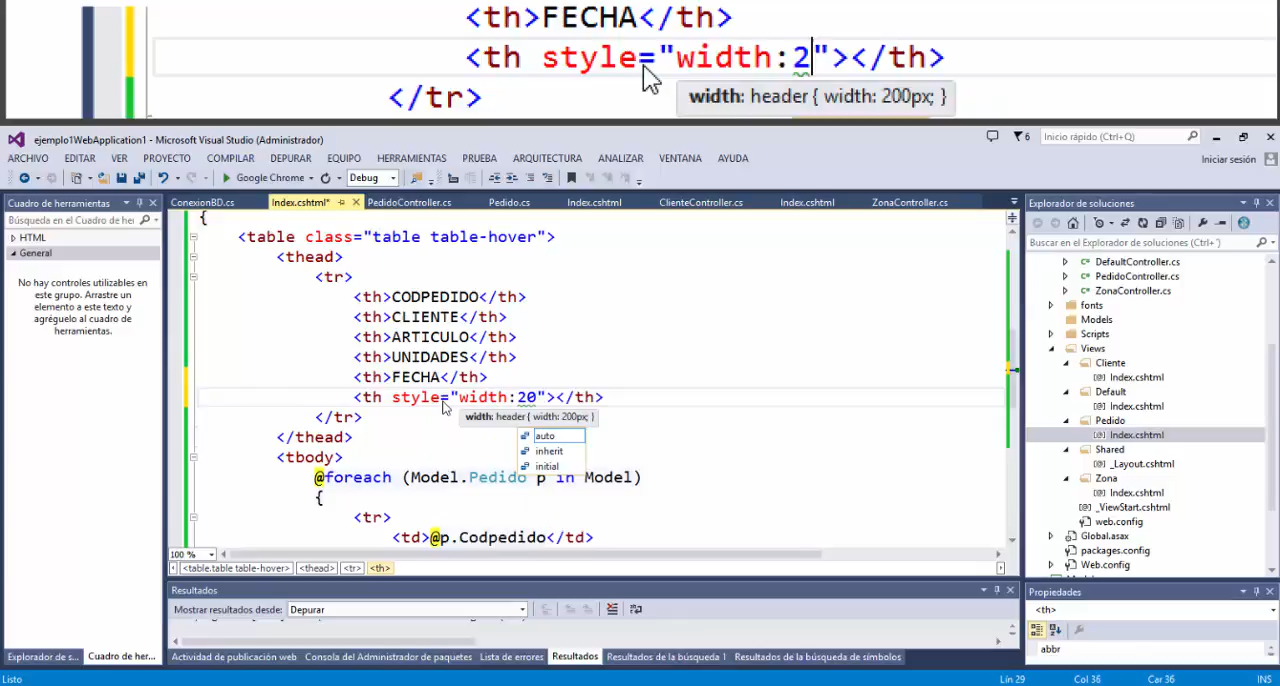 <th>FECHA</th>
<th style="width:2"></th>
width: header { width: 200px; }
</tr>
ejemplo1WebApplication1 - Microsoft Visual Studio (Administrador)
6
Inicio rápido (Ctrl+Q)
ARCHIVO EDITAR VER PROYECTO COMPILAR DEPURAR EQUIPO HERRAMIENTAS PRUEBA ARQUITECTURA ANALIZAR VENTANA AYUDA
Iniciar sesión
Google Chrome Debug
Cuadro de herramientas
ConexionBD.cs Index.cshtml* PedidoController.cs Pedido.cs Index.cshtml ClienteController.cs Index.cshtml ZonaController.cs
Explorador de soluciones
Búsqueda en el Cuadro de her
Buscar en el Explorador de soluciones (Ctrl+')
HTML
General
No hay controles utilizables en
este grupo. Arrastre un
elemento a este texto y
agréguelo al cuadro de
herramientas.
{
<table class="table table-hover">
<thead>
<tr>
<th>CODPEDIDO</th>
<th>CLIENTE</th>
<th>ARTICULO</th>
<th>UNIDADES</th>
<th>FECHA</th>
<th style="width:20"></th>
width: header { width: 200px; }
</tr>
auto
inherit
initial
</thead>
<tbody>
@foreach (Model.Pedido p in Model)
{
<tr>
<td>@p.Codpedido</td>
100 %
<table.table table-hover> <thead> <tr> <th>
DefaultController.cs
PedidoController.cs
ZonaController.cs
fonts
Models
Scripts
Views
Cliente
Index.cshtml
Default
Index.cshtml
Pedido
Index.cshtml
Shared
_Layout.cshtml
Zona
Index.cshtml
_ViewStart.cshtml
web.config
Global.asax
packages.config
Web.config
Resultados
Mostrar resultados desde: Depurar
Propiedades
<th>
abbr
Explorador de s... Cuadro de her...
Actividad de publicación web Consola del Administrador de paquetes Lista de errores Resultados Resultados de la búsqueda 1 Resultados de la búsqueda de símbolos
Listo Lín 29 Col 36 Car 36 INS